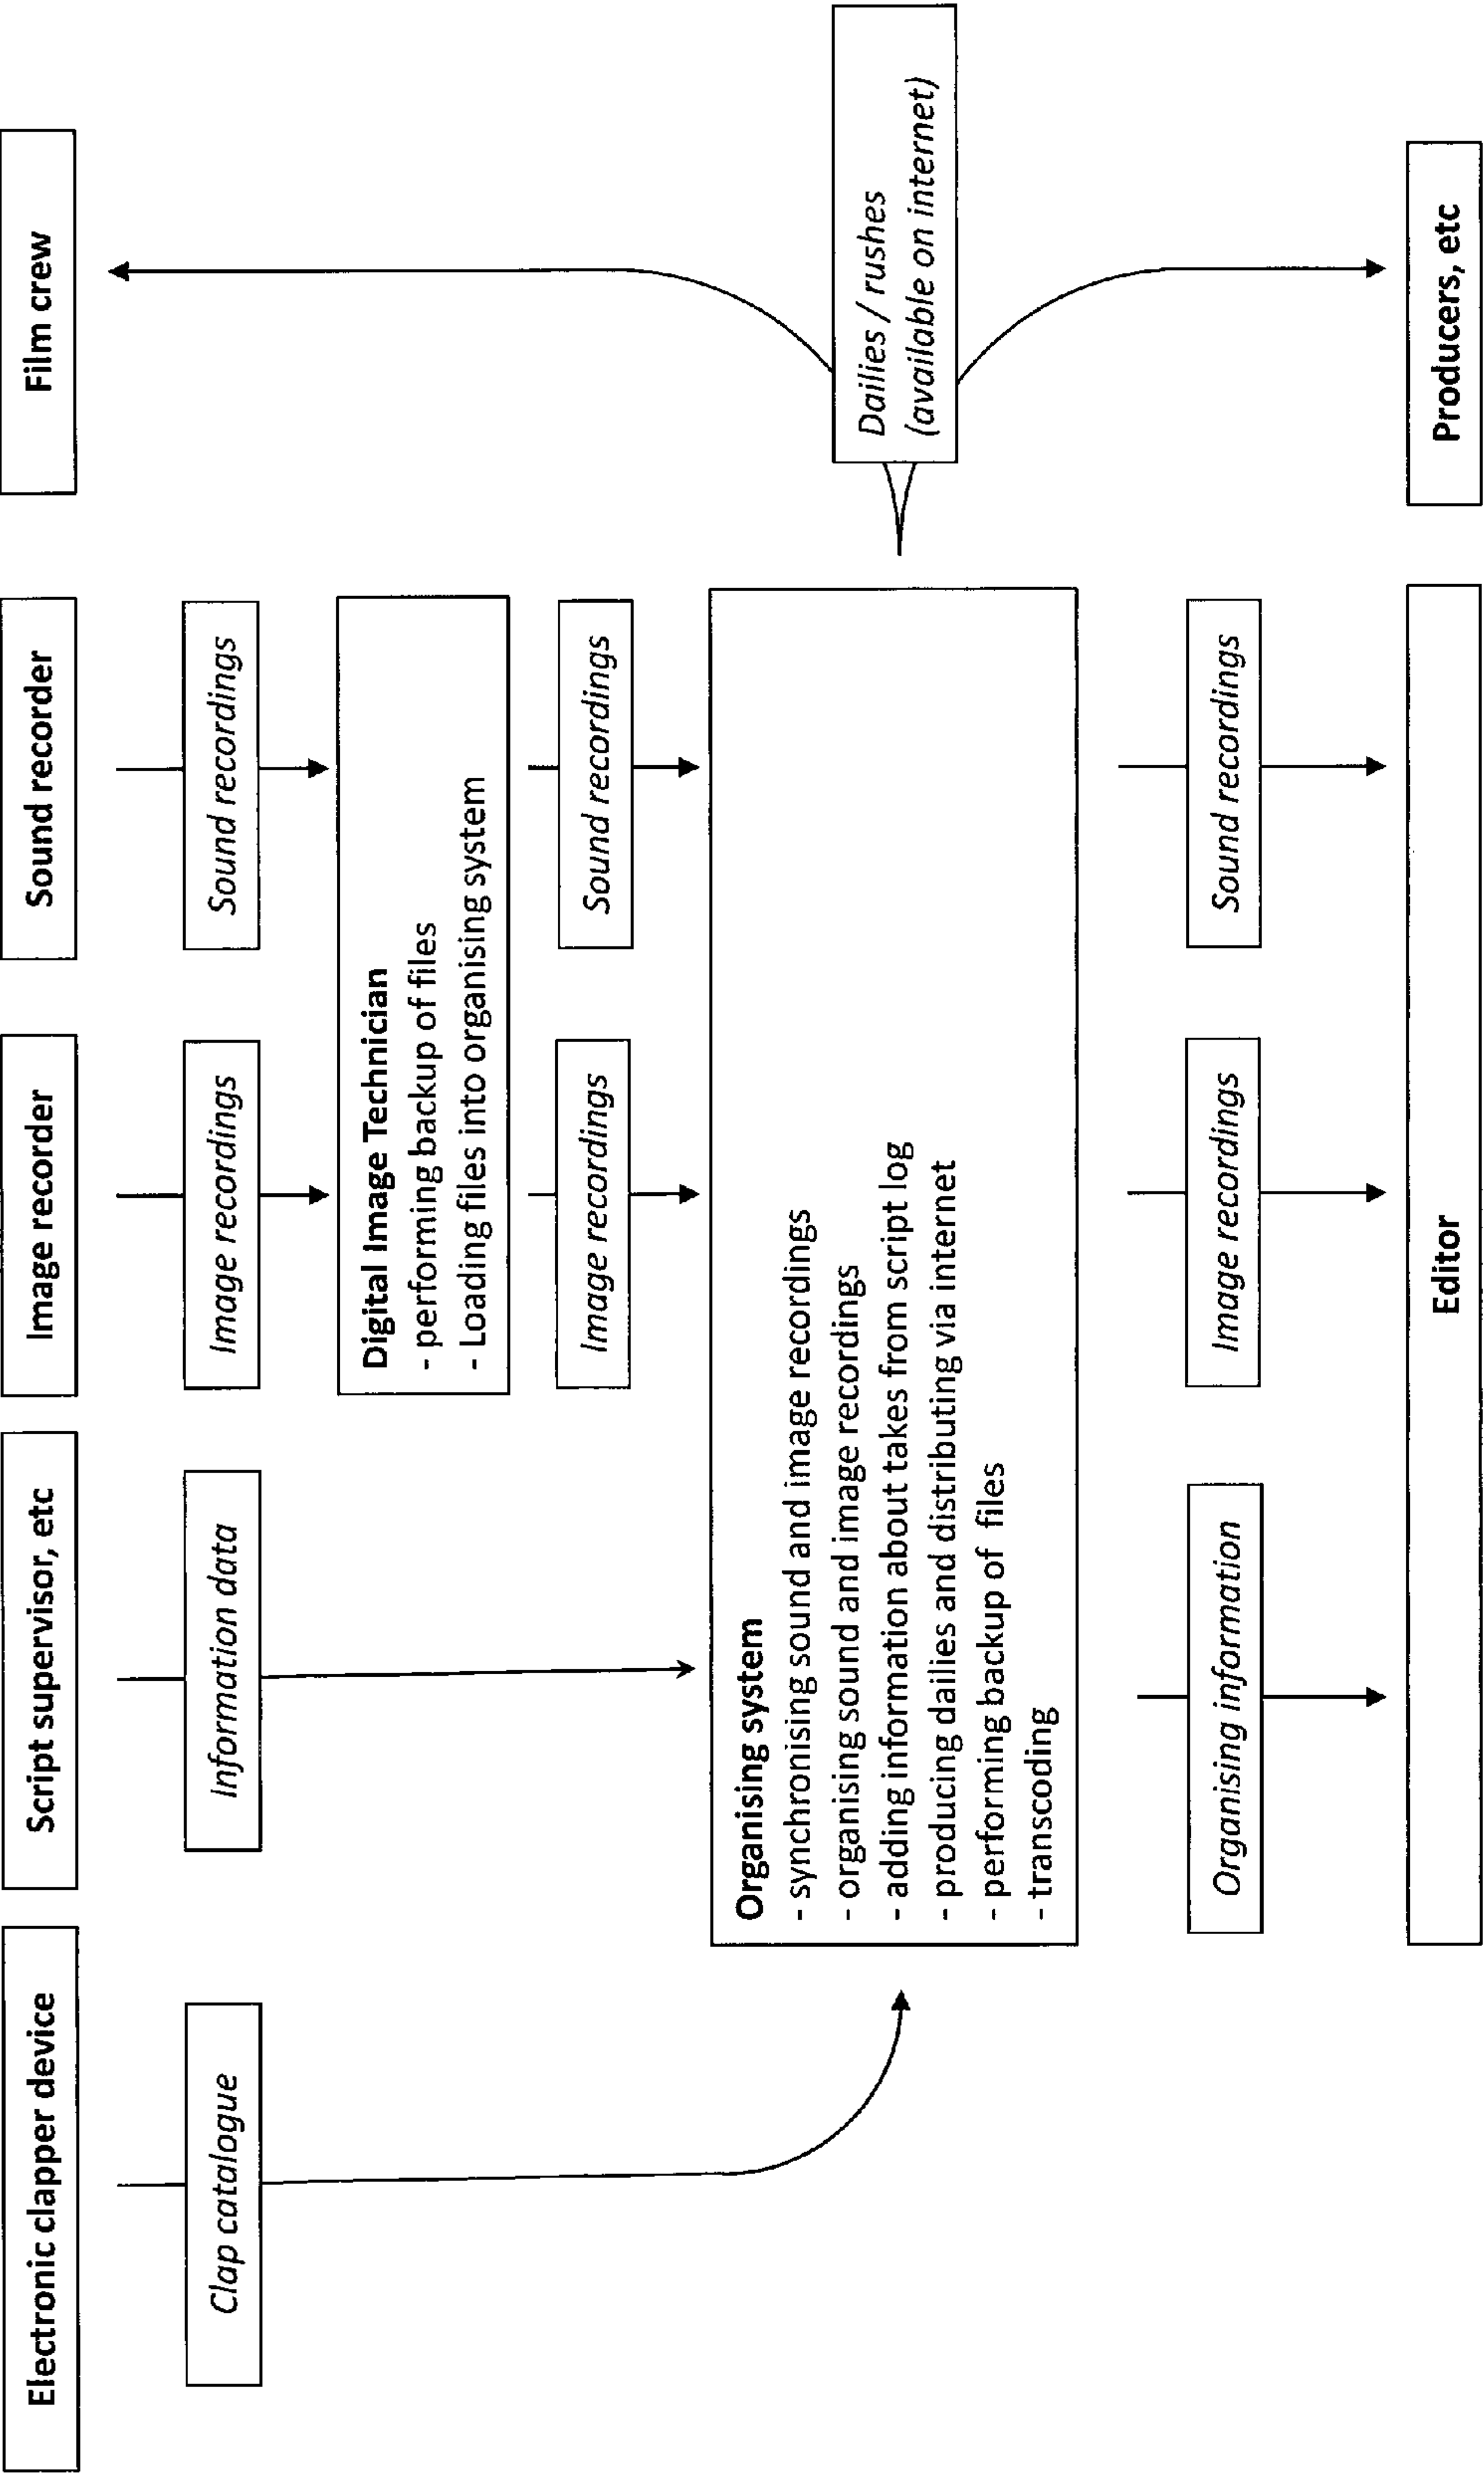 Electronic clapper device
Script supervisor, etc
Image recorder
Sound recorder
Film crew
Clap catalogue
Information data
Image recordings
Sound recordings
Digital Image Technician
- performing backup of files
- Loading files into organising system
Image recordings
Sound recordings
Organising system
- synchronising sound and image recordings
- organising sound and image recordings
- adding information about takes from script log
- producing dailies and distributing via internet
- performing backup of files
- transcoding
Dailies / rushes
(available on internet)
Organising information
Image recordings
Sound recordings
Editor
Producers, etc